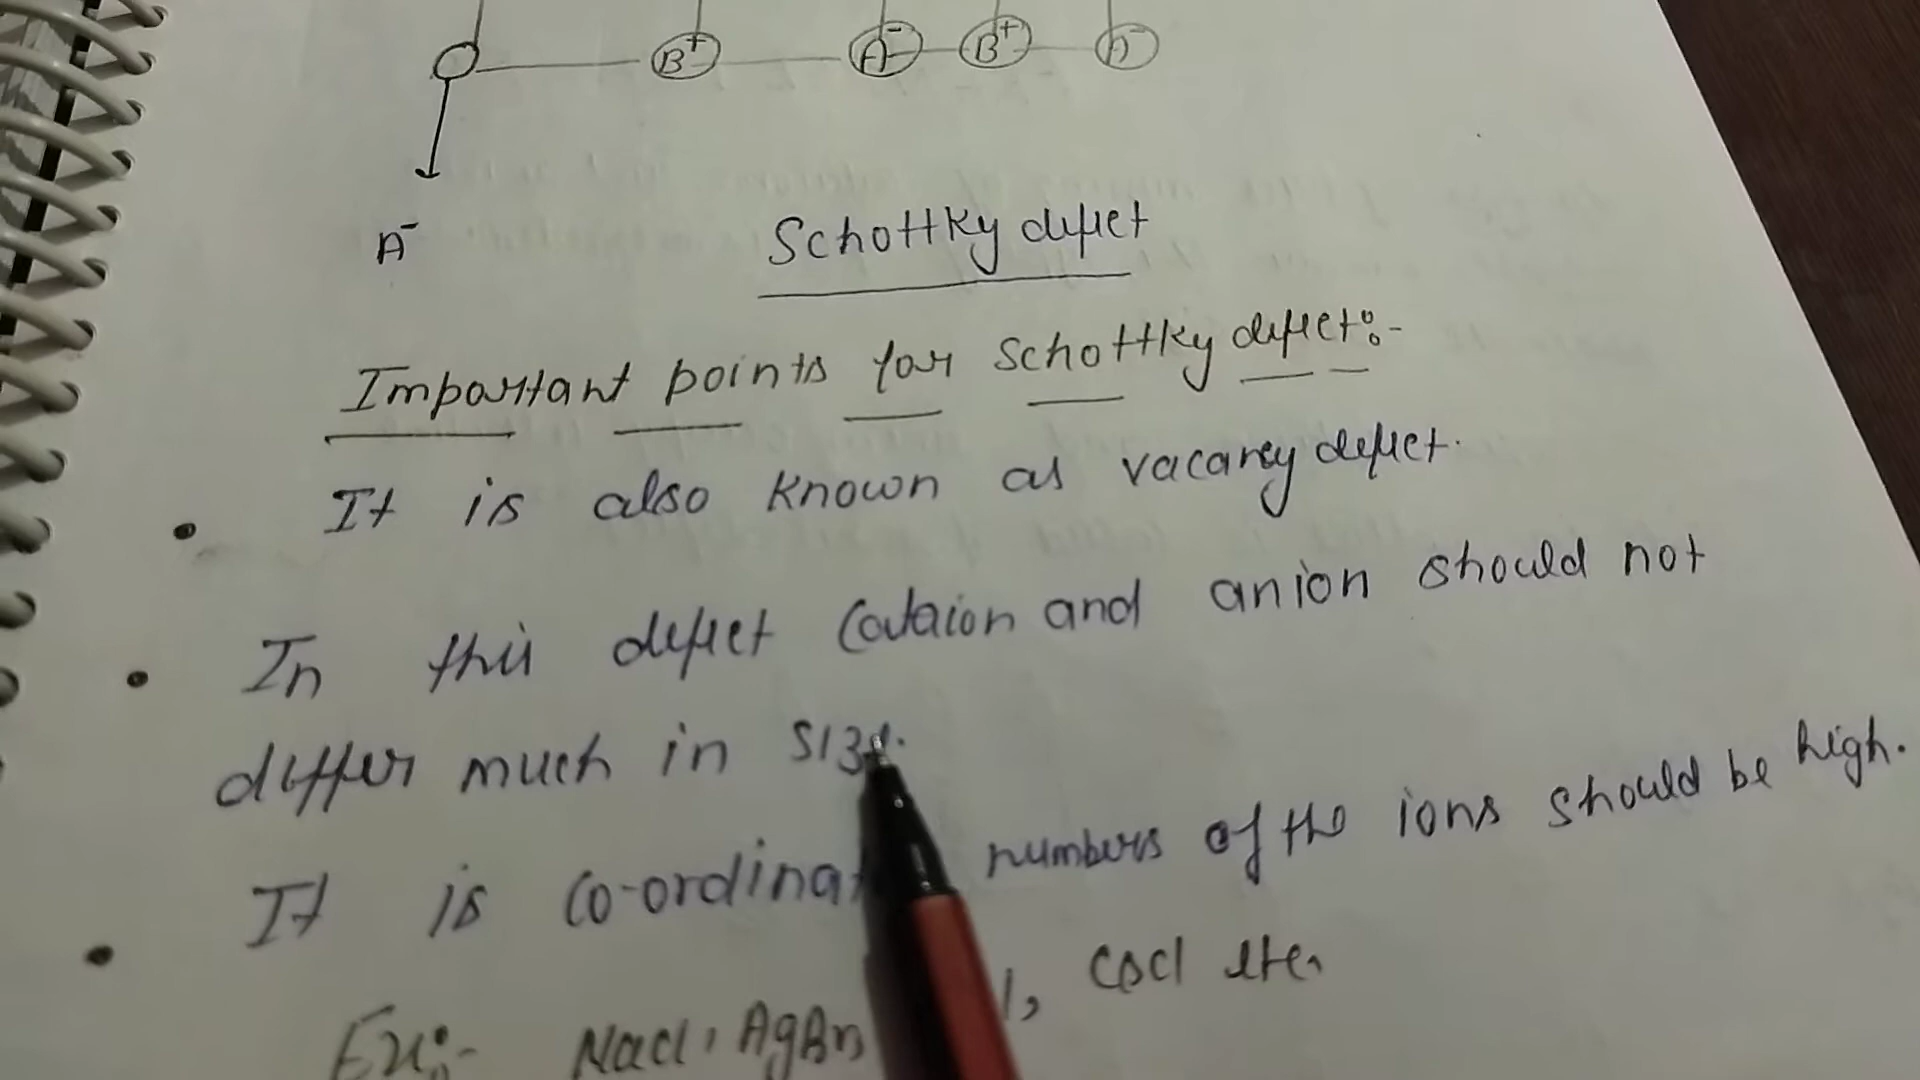 B⁺ A⁻ B⁺ A⁻
A⁻
Schottky defect
Important points for Schottky defect:-
• It is also known as vacancy defect.
• In this defect Cataion and anion should not
differ much in size.
• It is co-ordinat numbers of the ions should be high.
Ex:- Nacl, AgBr l, CsCl etc.